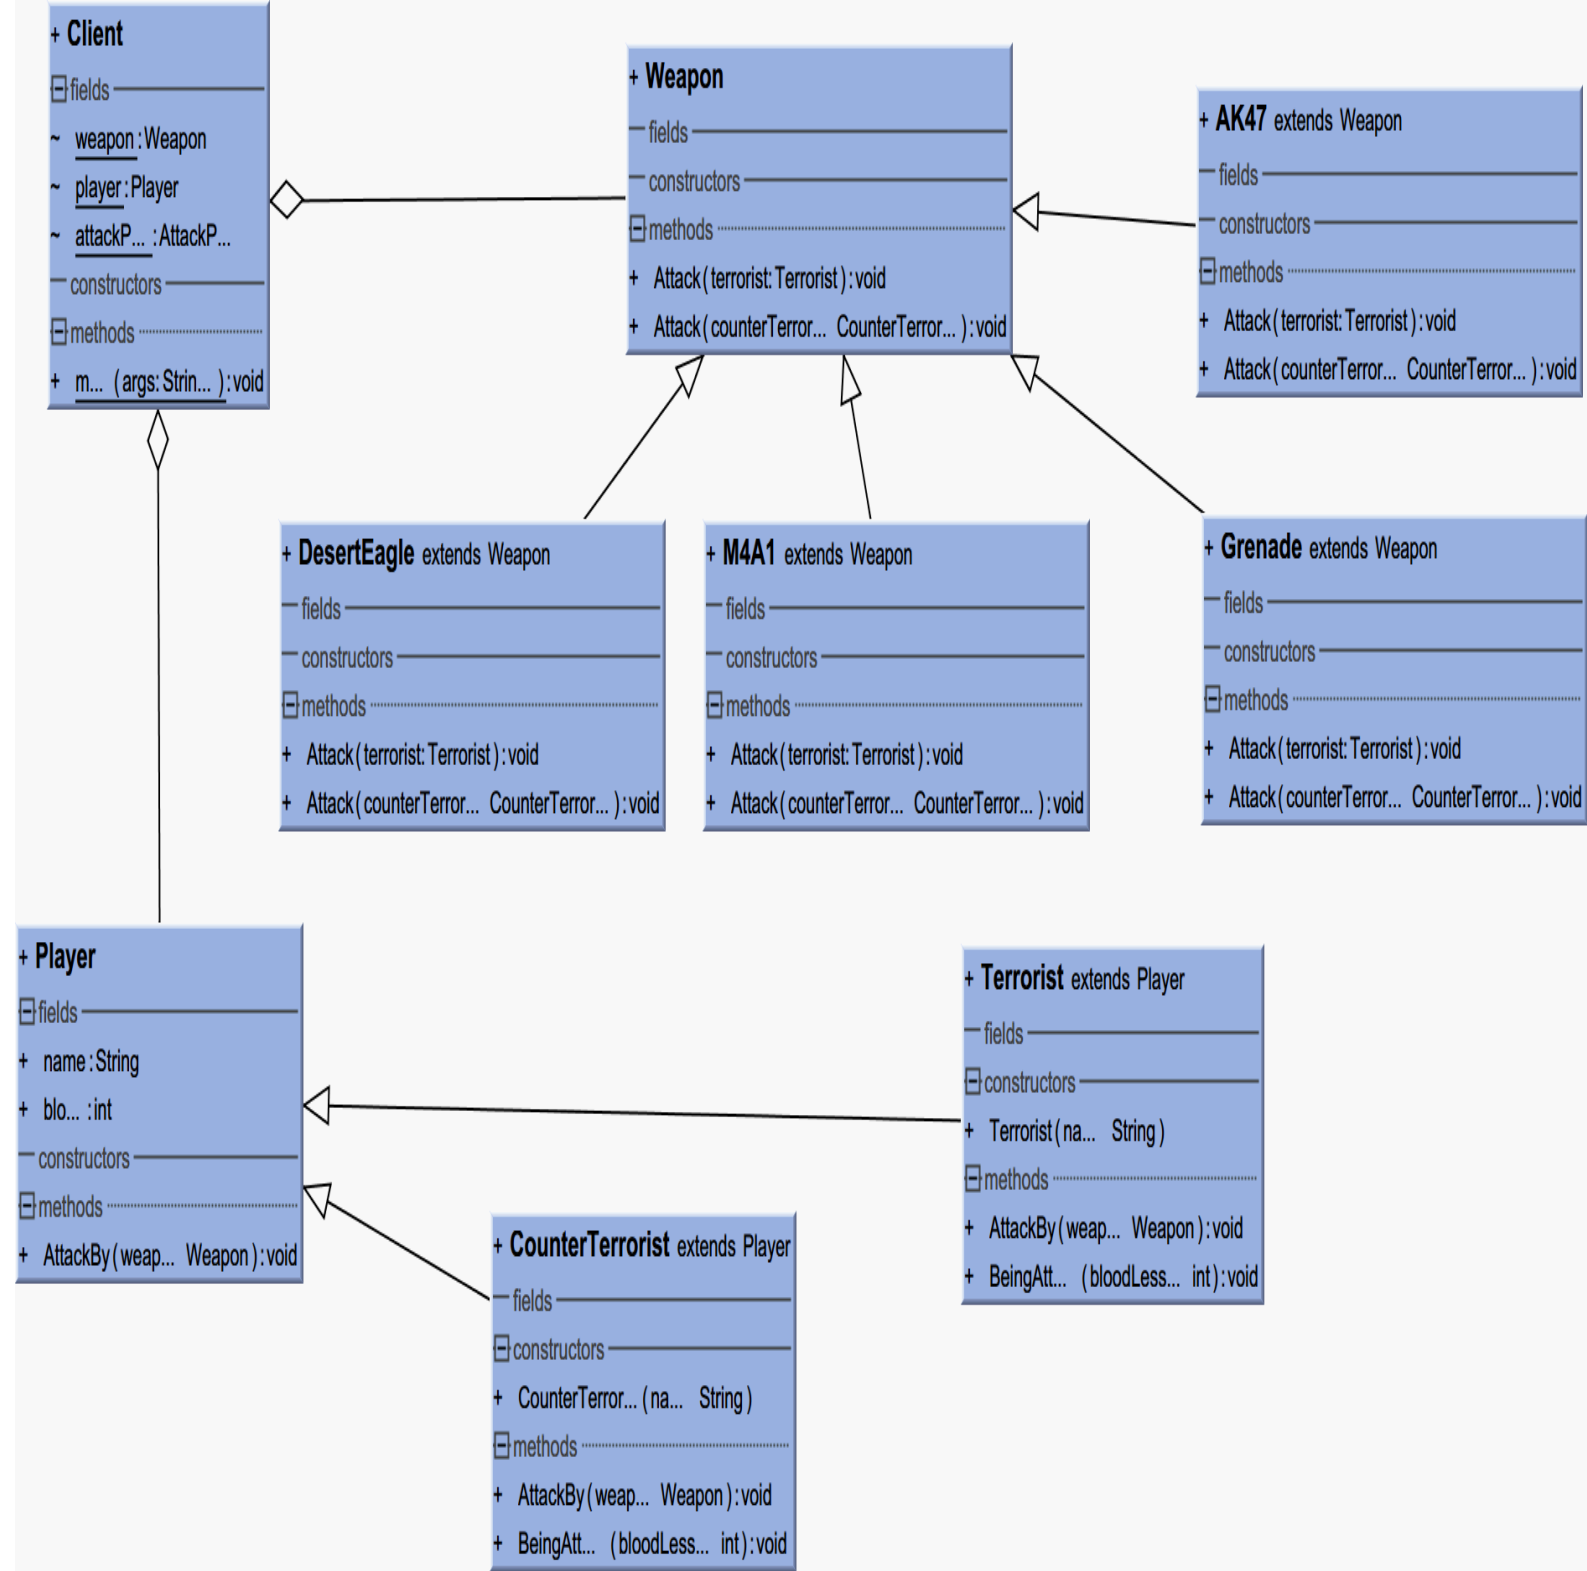 + Client
fields
~ weapon:Weapon
~ player:Player
~ attackP... :AttackP...
constructors
methods
+ m... (args:Strin... ):void
+ Weapon
fields
constructors
methods
+ Attack(terrorist:Terrorist):void
+ Attack(counterTerror... CounterTerror... ):void
+ AK47 extends Weapon
fields
constructors
methods
+ Attack(terrorist:Terrorist):void
+ Attack(counterTerror... CounterTerror... ):void
+ DesertEagle extends Weapon
fields
constructors
methods
+ Attack(terrorist:Terrorist):void
+ Attack(counterTerror... CounterTerror... ):void
+ M4A1 extends Weapon
fields
constructors
methods
+ Attack(terrorist:Terrorist):void
+ Attack(counterTerror... CounterTerror... ):void
+ Grenade extends Weapon
fields
constructors
methods
+ Attack(terrorist:Terrorist):void
+ Attack(counterTerror... CounterTerror... ):void
+ Player
fields
+ name:String
+ blo... :int
constructors
methods
+ AttackBy(weap... Weapon):void
+ Terrorist extends Player
fields
constructors
+ Terrorist(na... String)
methods
+ AttackBy(weap... Weapon):void
+ BeingAtt... (bloodLess... int):void
+ CounterTerrorist extends Player
fields
constructors
+ CounterTerror... (na... String)
methods
+ AttackBy(weap... Weapon):void
+ BeingAtt... (bloodLess... int):void